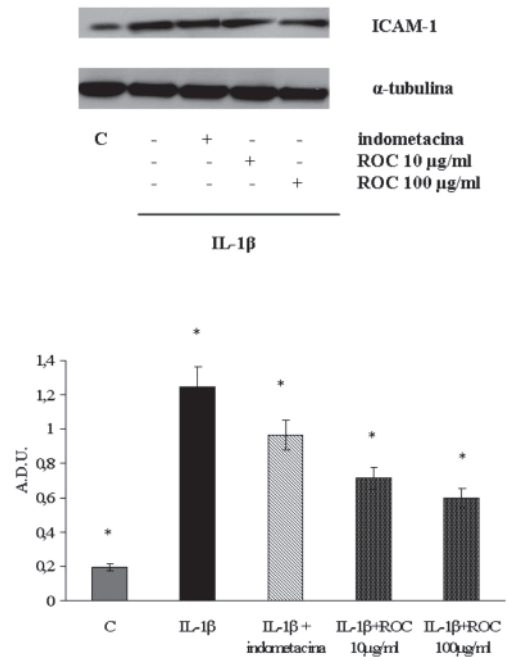 ICAM-1
α-tubulina
C - + - - indometacina
- - + - ROC 10 µg/ml
- - - + ROC 100 µg/ml
IL-1β
* * * * *
A.D.U.
1,4
1,2
1
0,8
0,6
0,4
0,2
0
C IL-1β IL-1β + IL-1β+ROC IL-1β+ROC
indometacina 10µg/ml 100µg/ml